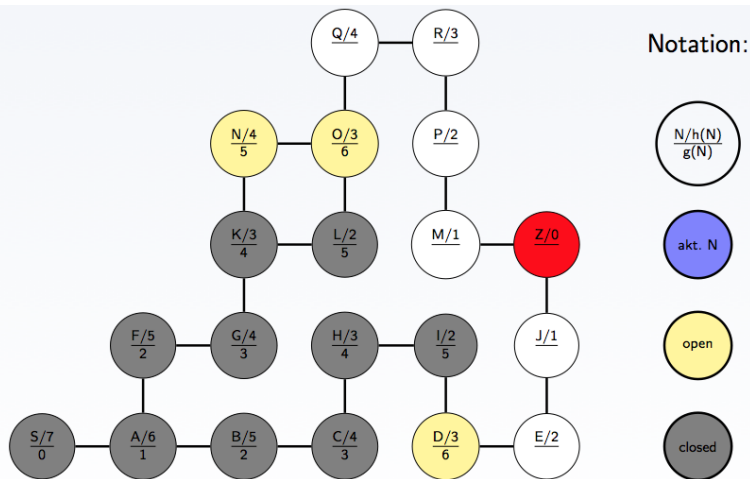 Q/4 R/3
Notation:
N/4
5
O/3
6
P/2
N/h(N)
g(N)
K/3
4
L/2
5
M/1
Z/0
akt. N
F/5
2
G/4
3
H/3
4
I/2
5
J/1
open
S/7
0
A/6
1
B/5
2
C/4
3
D/3
6
E/2
closed